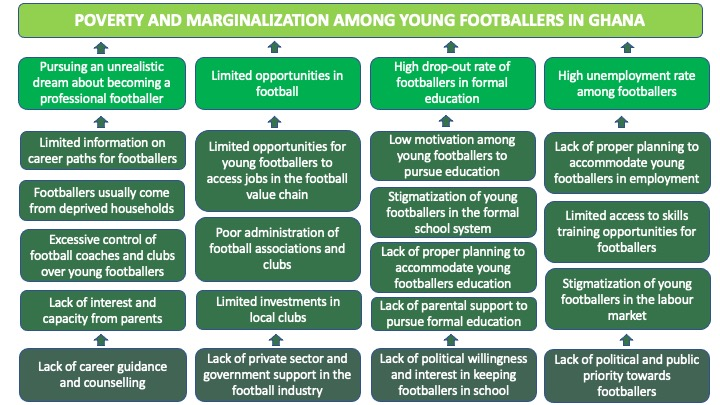 POVERTY AND MARGINALIZATION AMONG YOUNG FOOTBALLERS IN GHANA
Pursuing an unrealistic
dream about becoming a
professional footballer
Limited opportunities in
football
High drop-out rate of
footballers in formal
education
High unemployment rate
among footballers
Limited information on
career paths for footballers
Footballers usually come
from deprived households
Excessive control of
football coaches and clubs
over young footballers
Lack of interest and
capacity from parents
Lack of career guidance
and counselling
Limited opportunities for
young footballers to
access jobs in the football
value chain
Poor administration of
football associations and
clubs
Limited investments in
local clubs
Lack of private sector and
government support in the
football industry
Low motivation among
young footballers to
pursue education
Stigmatization of young
footballers in the formal
school system
Lack of proper planning to
accommodate young
footballers education
Lack of parental support to
pursue formal education
Lack of political willingness
and interest in keeping
footballers in school
Lack of proper planning to
accommodate young
footballers in employment
Limited access to skills
training opportunities for
footballers
Stigmatization of young
footballers in the labour
market
Lack of political and public
priority towards
footballers